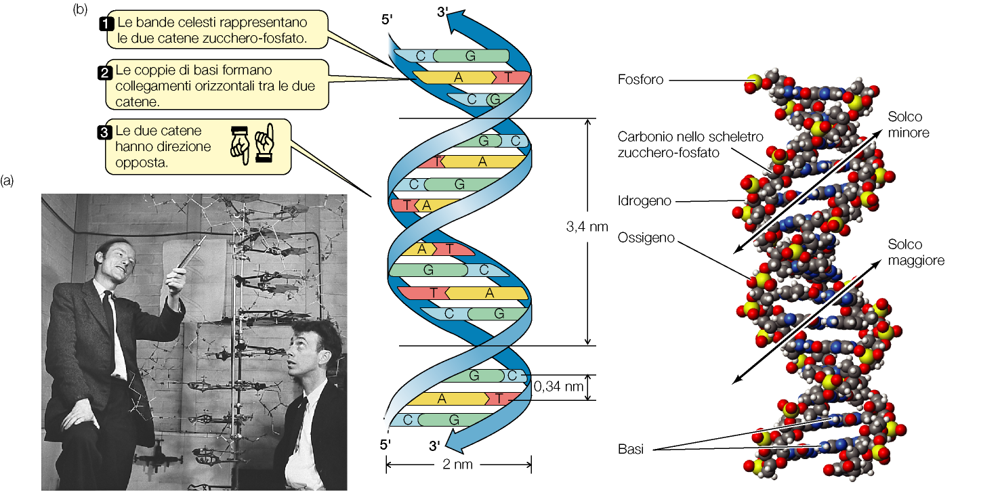 (b)
1 Le bande celesti rappresentano
le due catene zucchero-fosfato.
2 Le coppie di basi formano
collegamenti orizzontali tra le due
catene.
3 Le due catene
hanno direzione
opposta.
(a)
5' 3'
C G
A T
C G
G C
T A
C G
T A
A T
G C
T A
C G
G C
A T
C G
5' 3'
2 nm
3,4 nm
0,34 nm
Fosforo
Carbonio nello scheletro
zucchero-fosfato
Idrogeno
Ossigeno
Basi
Solco
minore
Solco
maggiore